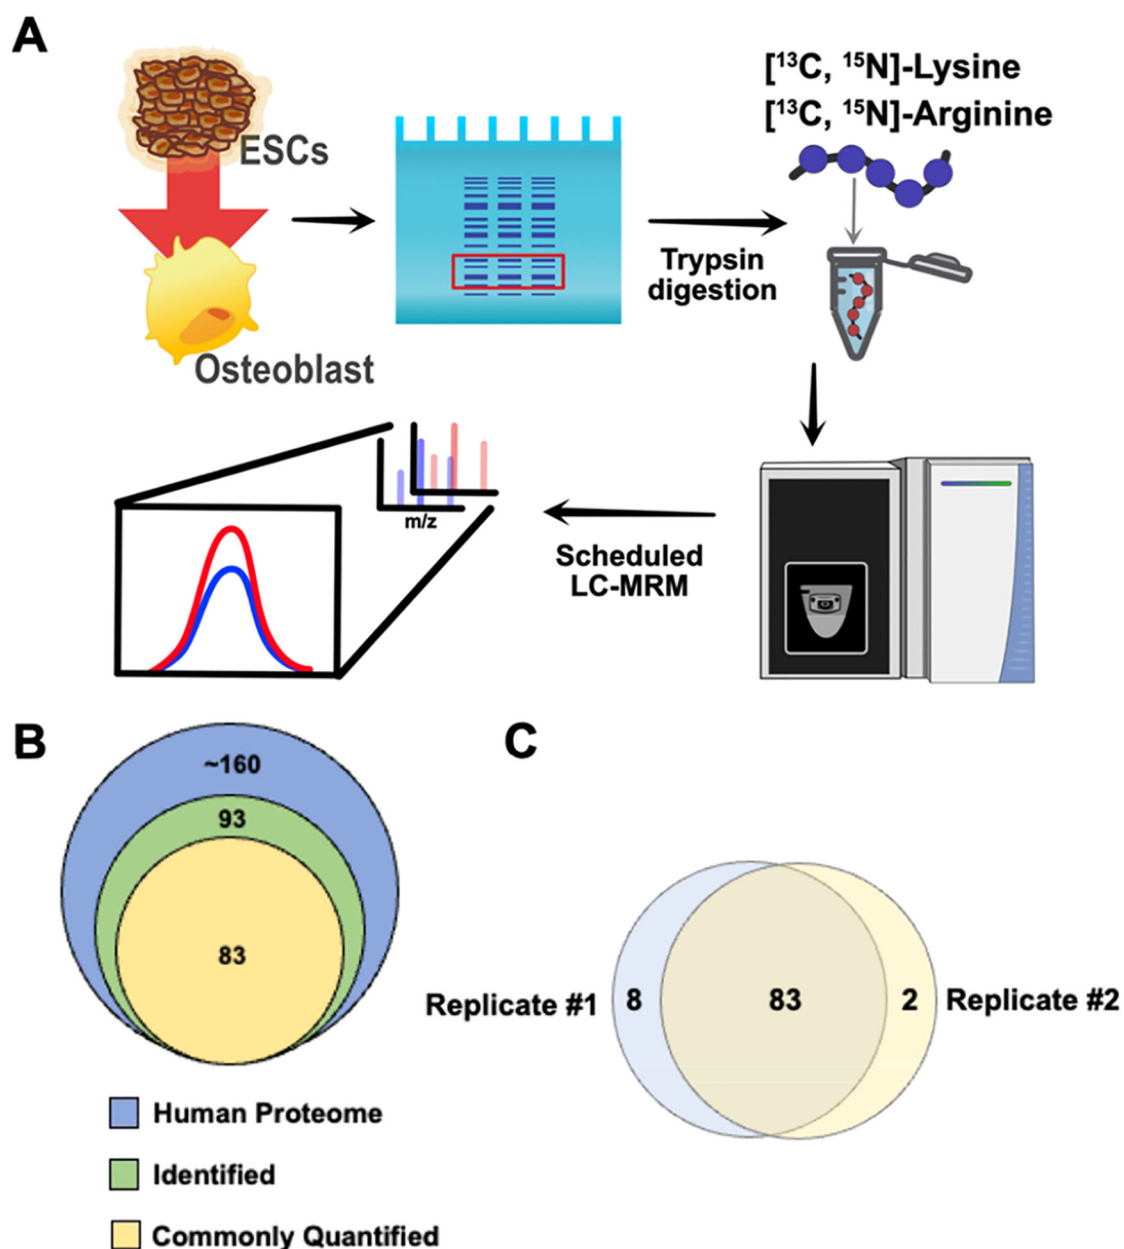 A
ESCs
Osteoblast
Trypsin
digestion
[¹³C, ¹⁵N]-Lysine
[¹³C, ¹⁵N]-Arginine
Scheduled
LC-MRM
m/z
B
~160
93
83
Human Proteome
Identified
Commonly Quantified
C
Replicate #1
8
83
2
Replicate #2